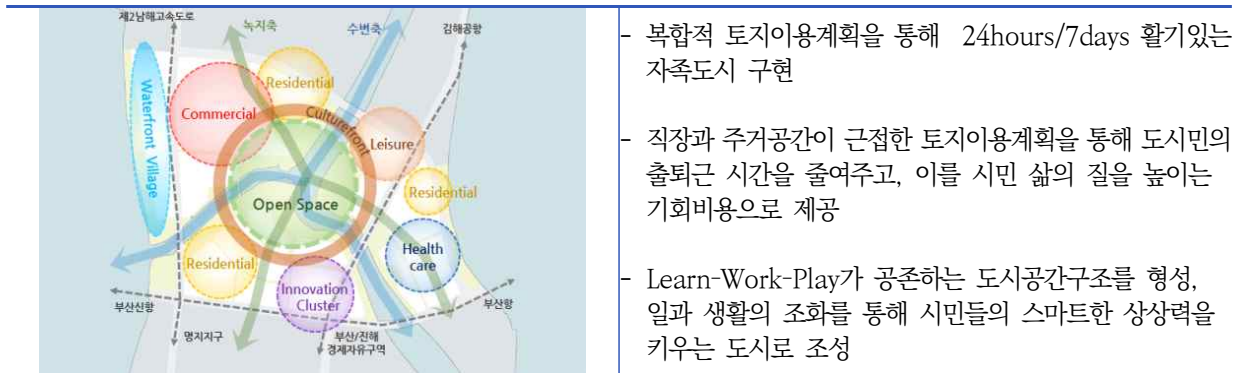 제2남해고속도로
녹지축
수변축
김해공항
Residential
Commercial
Culturefront
Leisure
Waterfront Village
Residential
Open Space
Health
care
Residential
Innovation
Cluster
부산신항
부산항
명지지구
부산/진해
경제자유구역
- 복합적 토지이용계획을 통해 24hours/7days 활기있는
자족도시 구현
- 직장과 주거공간이 근접한 토지이용계획을 통해 도시민의
출퇴근 시간을 줄여주고, 이를 시민 삶의 질을 높이는
기회비용으로 제공
- Learn-Work-Play가 공존하는 도시공간구조를 형성,
일과 생활의 조화를 통해 시민들의 스마트한 상상력을
키우는 도시로 조성